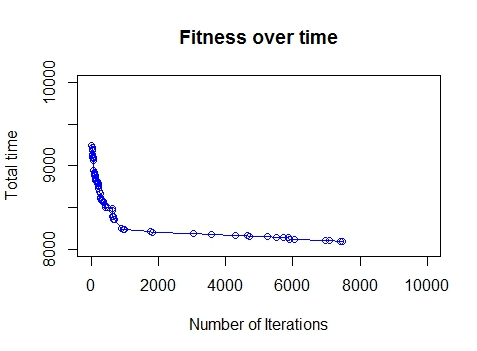 Fitness over time
10000
9000
8000
Total time
0 2000 4000 6000 8000 10000
Number of Iterations